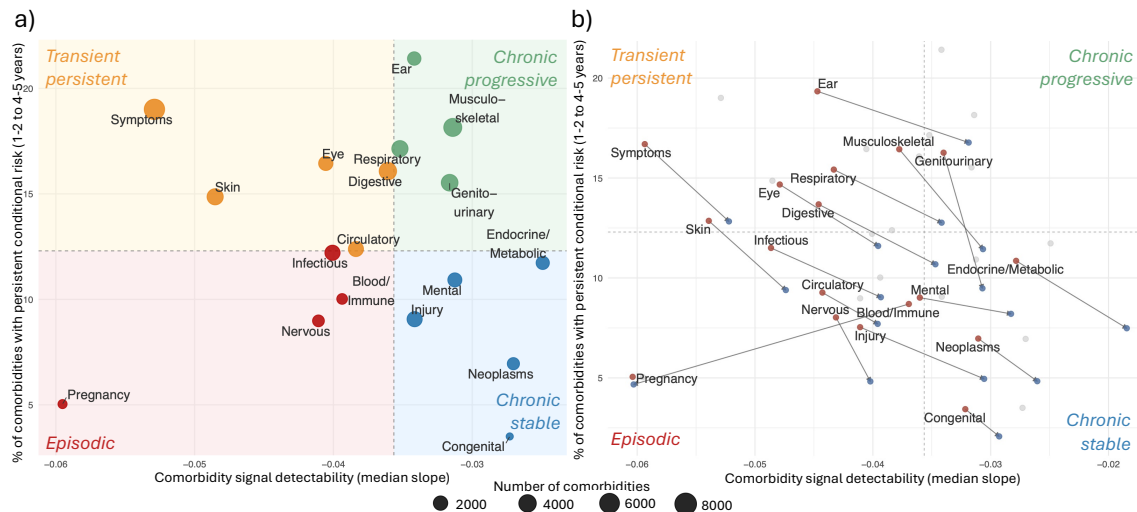 a)
% of comorbidities with persistent conditional risk (1-2 to 4-5 years)
20
15
10
5
Transient
persistent
Chronic
progressive
Ear
Musculo–
skeletal
Symptoms
Eye
Respiratory
Digestive
Skin
Genito–
urinary
Circulatory
Endocrine/
Metabolic
Infectious
Blood/
Immune
Mental
Injury
Nervous
Neoplasms
Pregnancy
Chronic
stable
Episodic
Congenital
−0.06
−0.05
−0.04
−0.03
Comorbidity signal detectability (median slope)
b)
% of comorbidities with persistent conditional risk (1-2 to 4-5 years)
20
15
10
5
Transient
persistent
Chronic
progressive
Ear
Musculoskeletal
Symptoms
Genitourinary
Respiratory
Eye
Digestive
Skin
Infectious
Endocrine/Metabolic
Circulatory
Mental
Nervous
Blood/Immune
Injury
Neoplasms
Pregnancy
Congenital
Chronic
stable
Episodic
−0.06
−0.05
−0.04
−0.03
−0.02
Comorbidity signal detectability (median slope)
Number of comorbidities
2000
4000
6000
8000